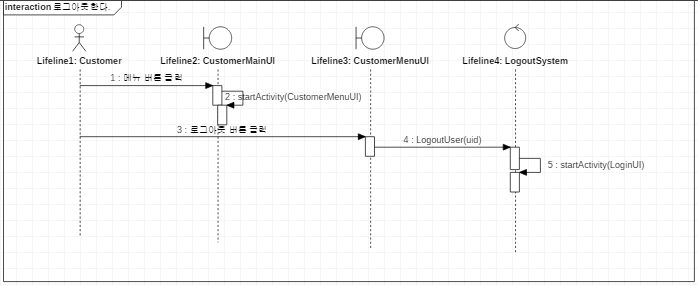 interaction 로그아웃한다.
Lifeline1: Customer
Lifeline2: CustomerMainUI
Lifeline3: CustomerMenuUI
Lifeline4: LogoutSystem
1 : 메뉴 버튼 클릭
2 : startActivity(CustomerMenuUI)
3 : 로그아웃 버튼 클릭
4 : LogoutUser(uid)
5 : startActivity(LoginUI)